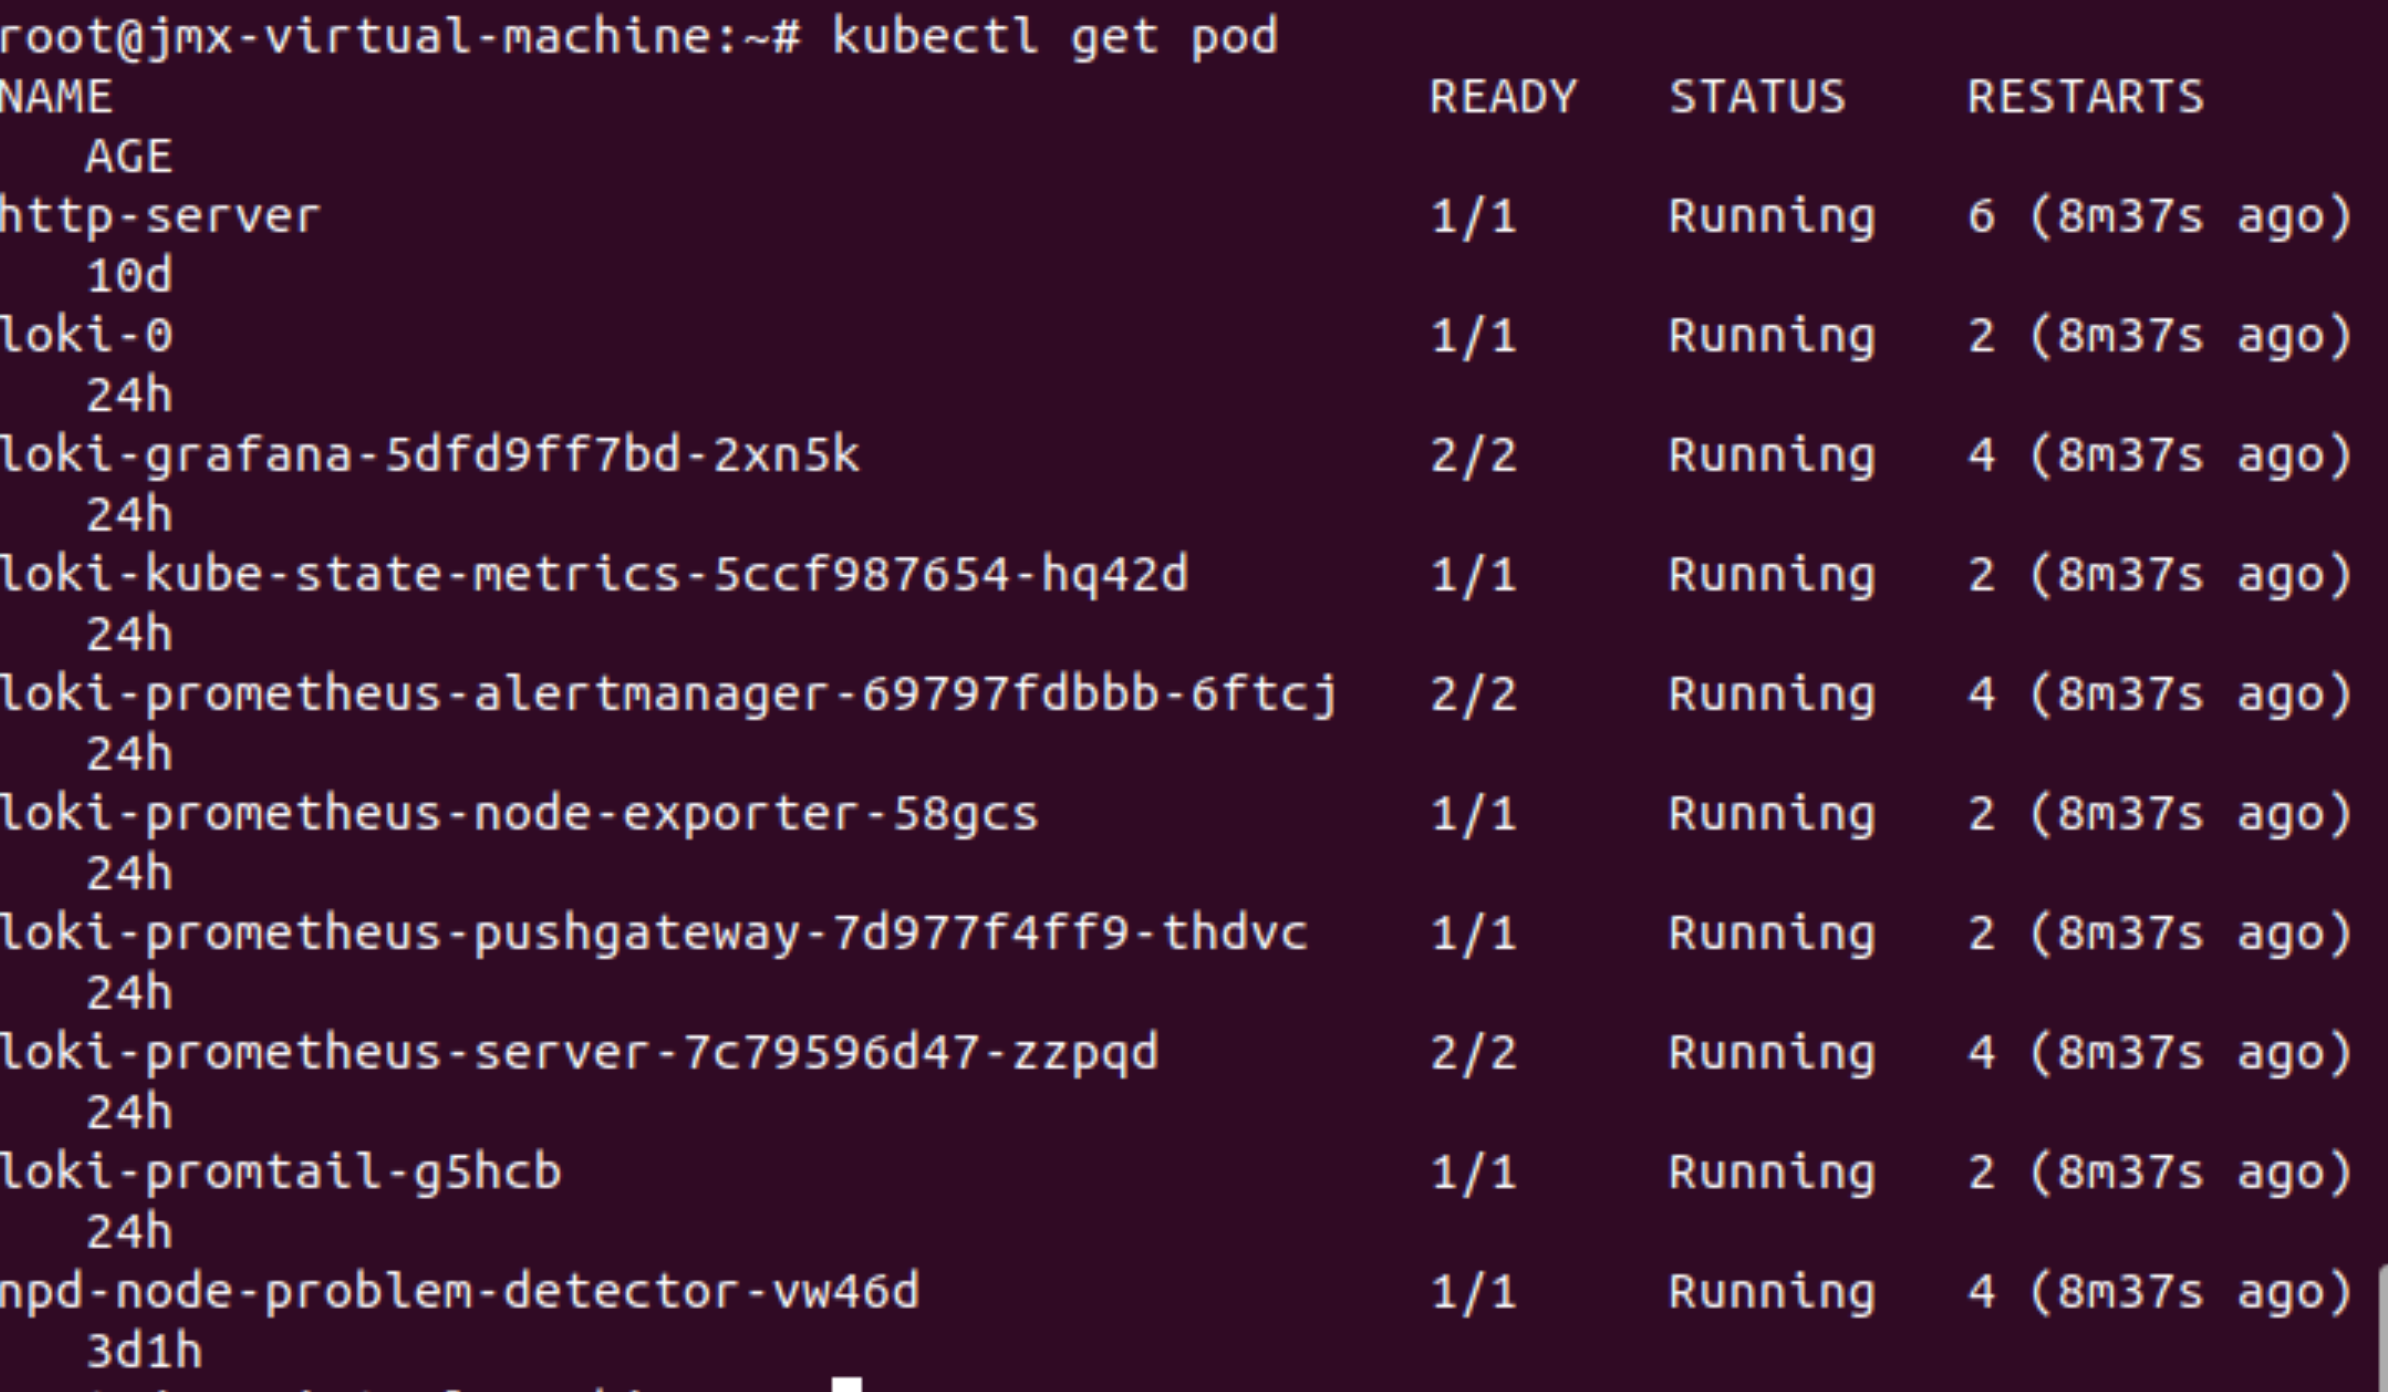 root@jmx-virtual-machine:~# kubectl get pod
NAME                                            READY   STATUS    RESTARTS
   AGE
http-server                                     1/1     Running   6 (8m37s ago)
   10d
loki-0                                          1/1     Running   2 (8m37s ago)
   24h
loki-grafana-5dfd9ff7bd-2xn5k                   2/2     Running   4 (8m37s ago)
   24h
loki-kube-state-metrics-5ccf987654-hq42d        1/1     Running   2 (8m37s ago)
   24h
loki-prometheus-alertmanager-69797fdbbb-6ftcj   2/2     Running   4 (8m37s ago)
   24h
loki-prometheus-node-exporter-58gcs             1/1     Running   2 (8m37s ago)
   24h
loki-prometheus-pushgateway-7d977f4ff9-thdvc    1/1     Running   2 (8m37s ago)
   24h
loki-prometheus-server-7c79596d47-zzpqd         2/2     Running   4 (8m37s ago)
   24h
loki-promtail-g5hcb                             1/1     Running   2 (8m37s ago)
   24h
npd-node-problem-detector-vw46d                 1/1     Running   4 (8m37s ago)
   3d1h